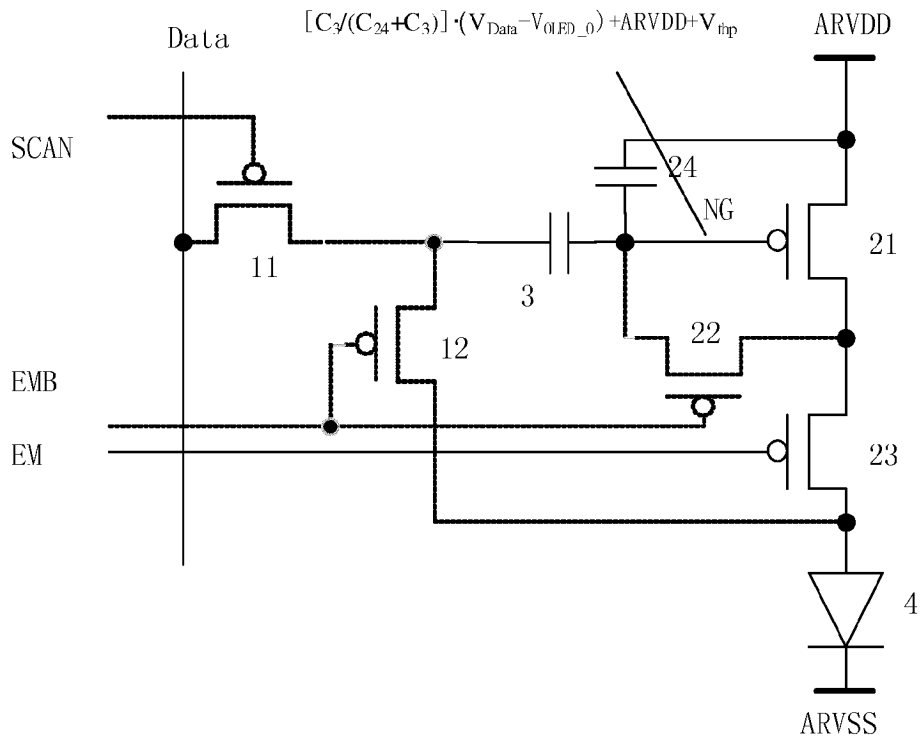 [C3/(C24+C3)]·(VData-VOLED_0)+ARVDD+Vthp
ARVDD
Data
SCAN
24
NG
21
11
3
12
22
EMB
EM
23
4
ARVSS